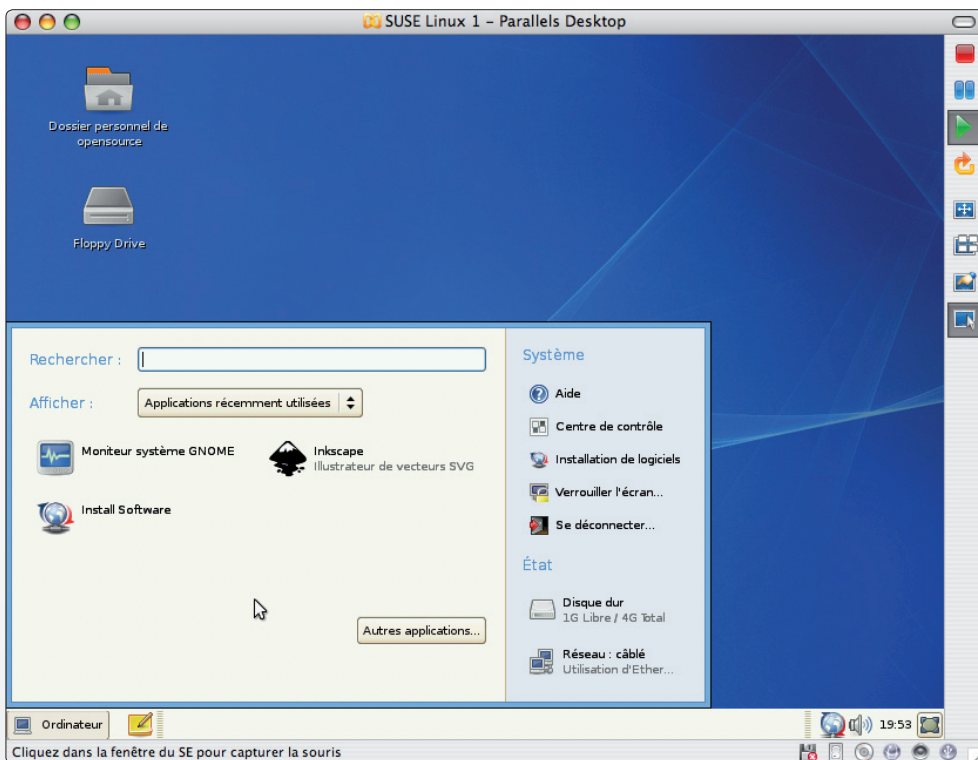 SUSE Linux 1 – Parallels Desktop
Dossier personnel de
opensource
Floppy Drive
Rechercher :
Afficher :
Applications récemment utilisées
Moniteur système GNOME
Inkscape
Illustrateur de vecteurs SVG
Install Software
Autres applications...
Système
Aide
Centre de contrôle
Installation de logiciels
Verrouiller l'écran...
Se déconnecter...
État
Disque dur
1G Libre / 4G Total
Réseau : câblé
Utilisation d'Ether...
Ordinateur
19:53
Cliquez dans la fenêtre du SE pour capturer la souris